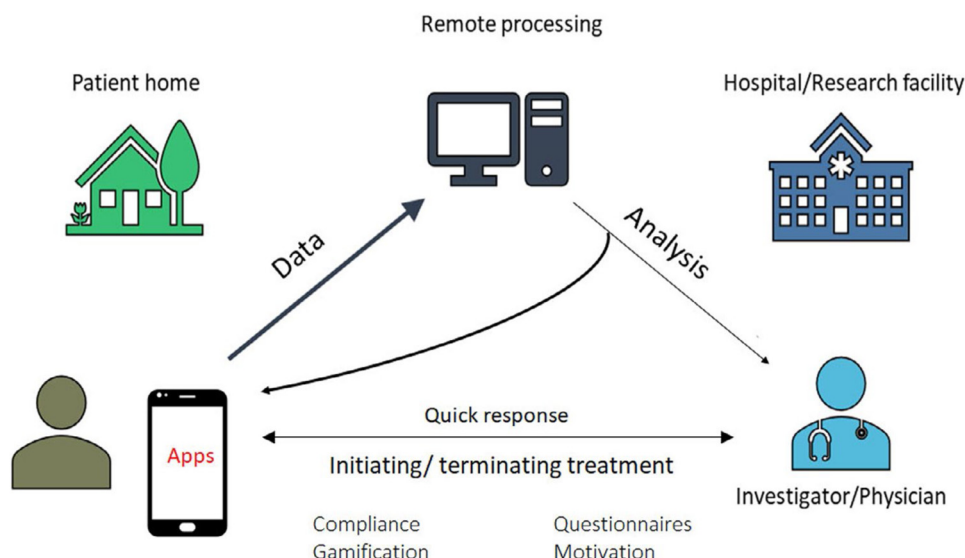 Remote processing
Patient home
Hospital/Research facility
Data
Analysis
Apps
Quick response
Initiating/ terminating treatment
Investigator/Physician
Compliance
Questionnaires
Gamification
Motivation